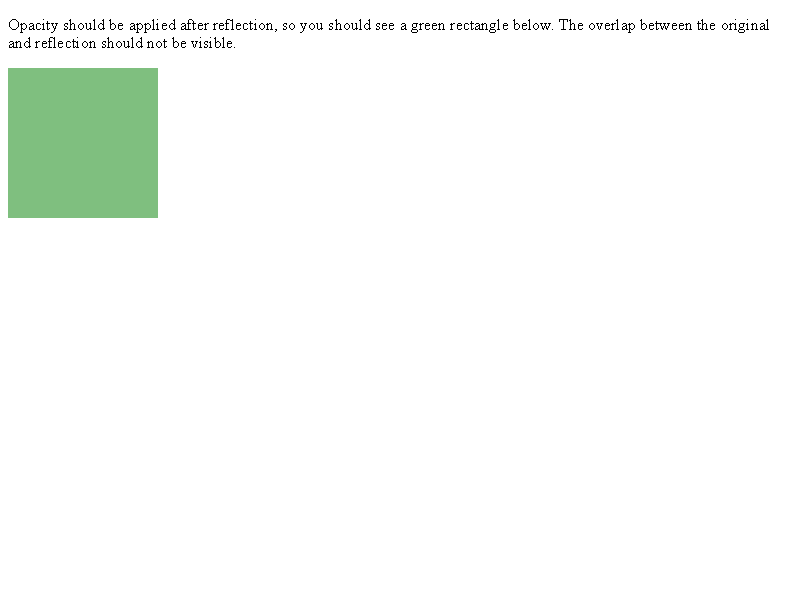 Opacity should be applied after reflection, so you should see a green rectangle below. The overlap between the original
and reflection should not be visible.